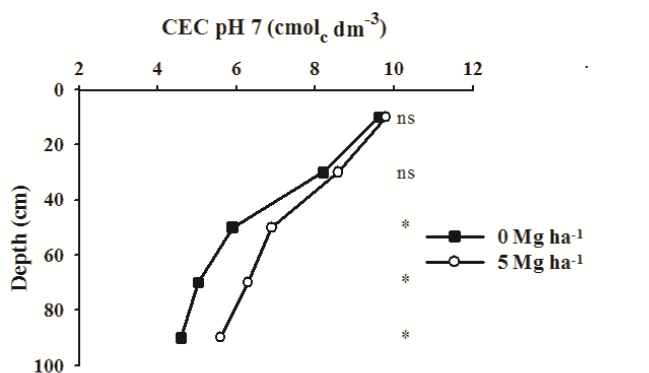 CEC pH 7 (cmolc dm-3)
2 4 6 8 10 12
0
20
40
60
80
100
Depth (cm)
ns
ns
*
*
*
0 Mg ha-1
5 Mg ha-1